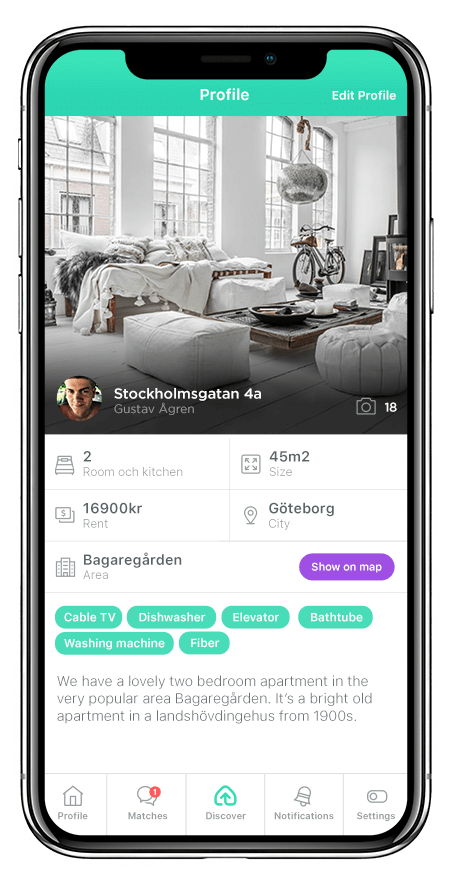 Profile
Edit Profile
Stockholmsgatan 4a
Gustav Ågren
18
2
Room och kitchen
45m2
Size
16900kr
Rent
Göteborg
City
Bagaregården
Area
Show on map
Cable TV
Dishwasher
Elevator
Bathtube
Washing machine
Fiber
We have a lovely two bedroom apartment in the
very popular area Bagaregården. It's a bright old
apartment in a landshövdingehus from 1900s.
1
Profile
Matches
Discover
Notifications
Settings